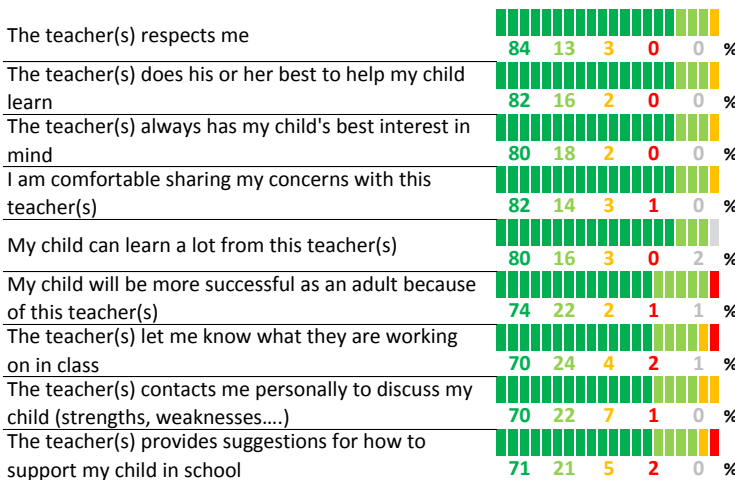 The teacher(s) respects me
84 13 3 0 0 %
The teacher(s) does his or her best to help my child
learn
82 16 2 0 0 %
The teacher(s) always has my child's best interest in
mind
80 18 2 0 0 %
I am comfortable sharing my concerns with this
teacher(s)
82 14 3 1 0 %
My child can learn a lot from this teacher(s)
80 16 3 0 2 %
My child will be more successful as an adult because
of this teacher(s)
74 22 2 1 1 %
The teacher(s) let me know what they are working
on in class
70 24 4 2 1 %
The teacher(s) contacts me personally to discuss my
child (strengths, weaknesses....)
70 22 7 1 0 %
The teacher(s) provides suggestions for how to
support my child in school
71 21 5 2 0 %